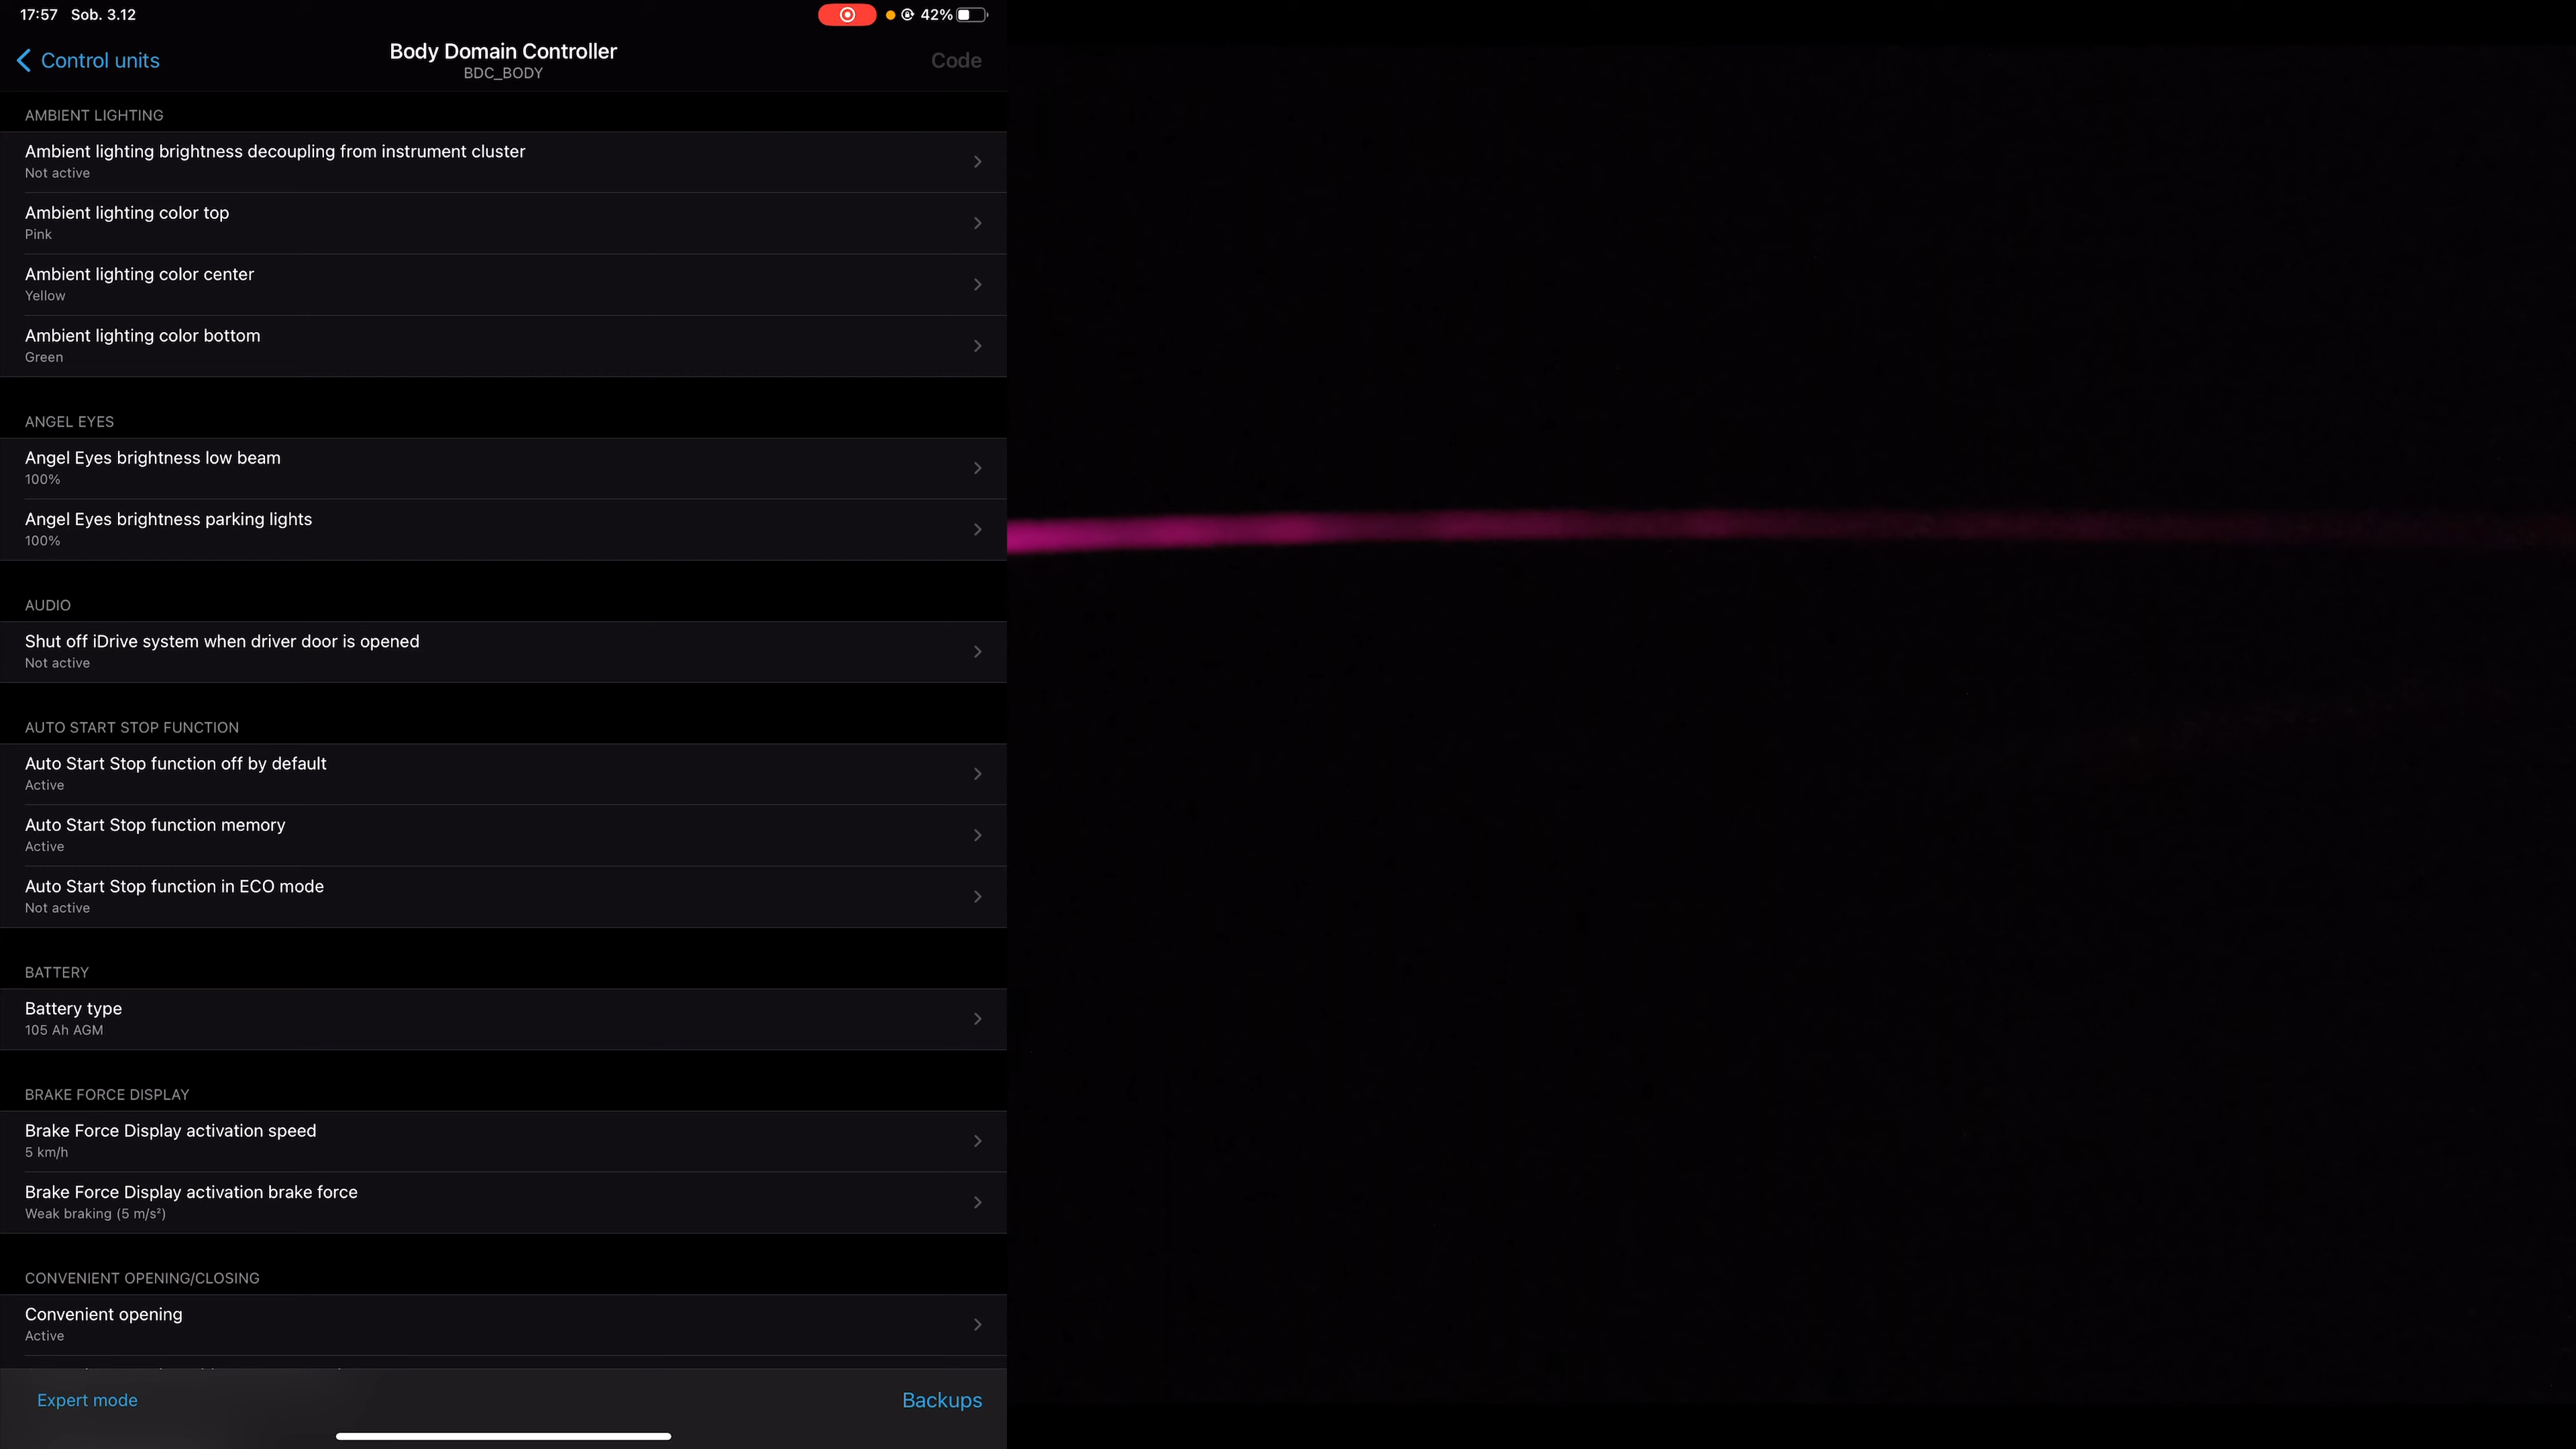 17:57 Sob. 3.12
42%
Control units
Body Domain Controller
BDC_BODY
Code
AMBIENT LIGHTING
Ambient lighting brightness decoupling from instrument cluster
Not active
Ambient lighting color top
Pink
Ambient lighting color center
Yellow
Ambient lighting color bottom
Green
ANGEL EYES
Angel Eyes brightness low beam
100%
Angel Eyes brightness parking lights
100%
AUDIO
Shut off iDrive system when driver door is opened
Not active
AUTO START STOP FUNCTION
Auto Start Stop function off by default
Active
Auto Start Stop function memory
Active
Auto Start Stop function in ECO mode
Not active
BATTERY
Battery type
105 Ah AGM
BRAKE FORCE DISPLAY
Brake Force Display activation speed
5 km/h
Brake Force Display activation brake force
Weak braking (5 m/s²)
CONVENIENT OPENING/CLOSING
Convenient opening
Active
Expert mode
Backups